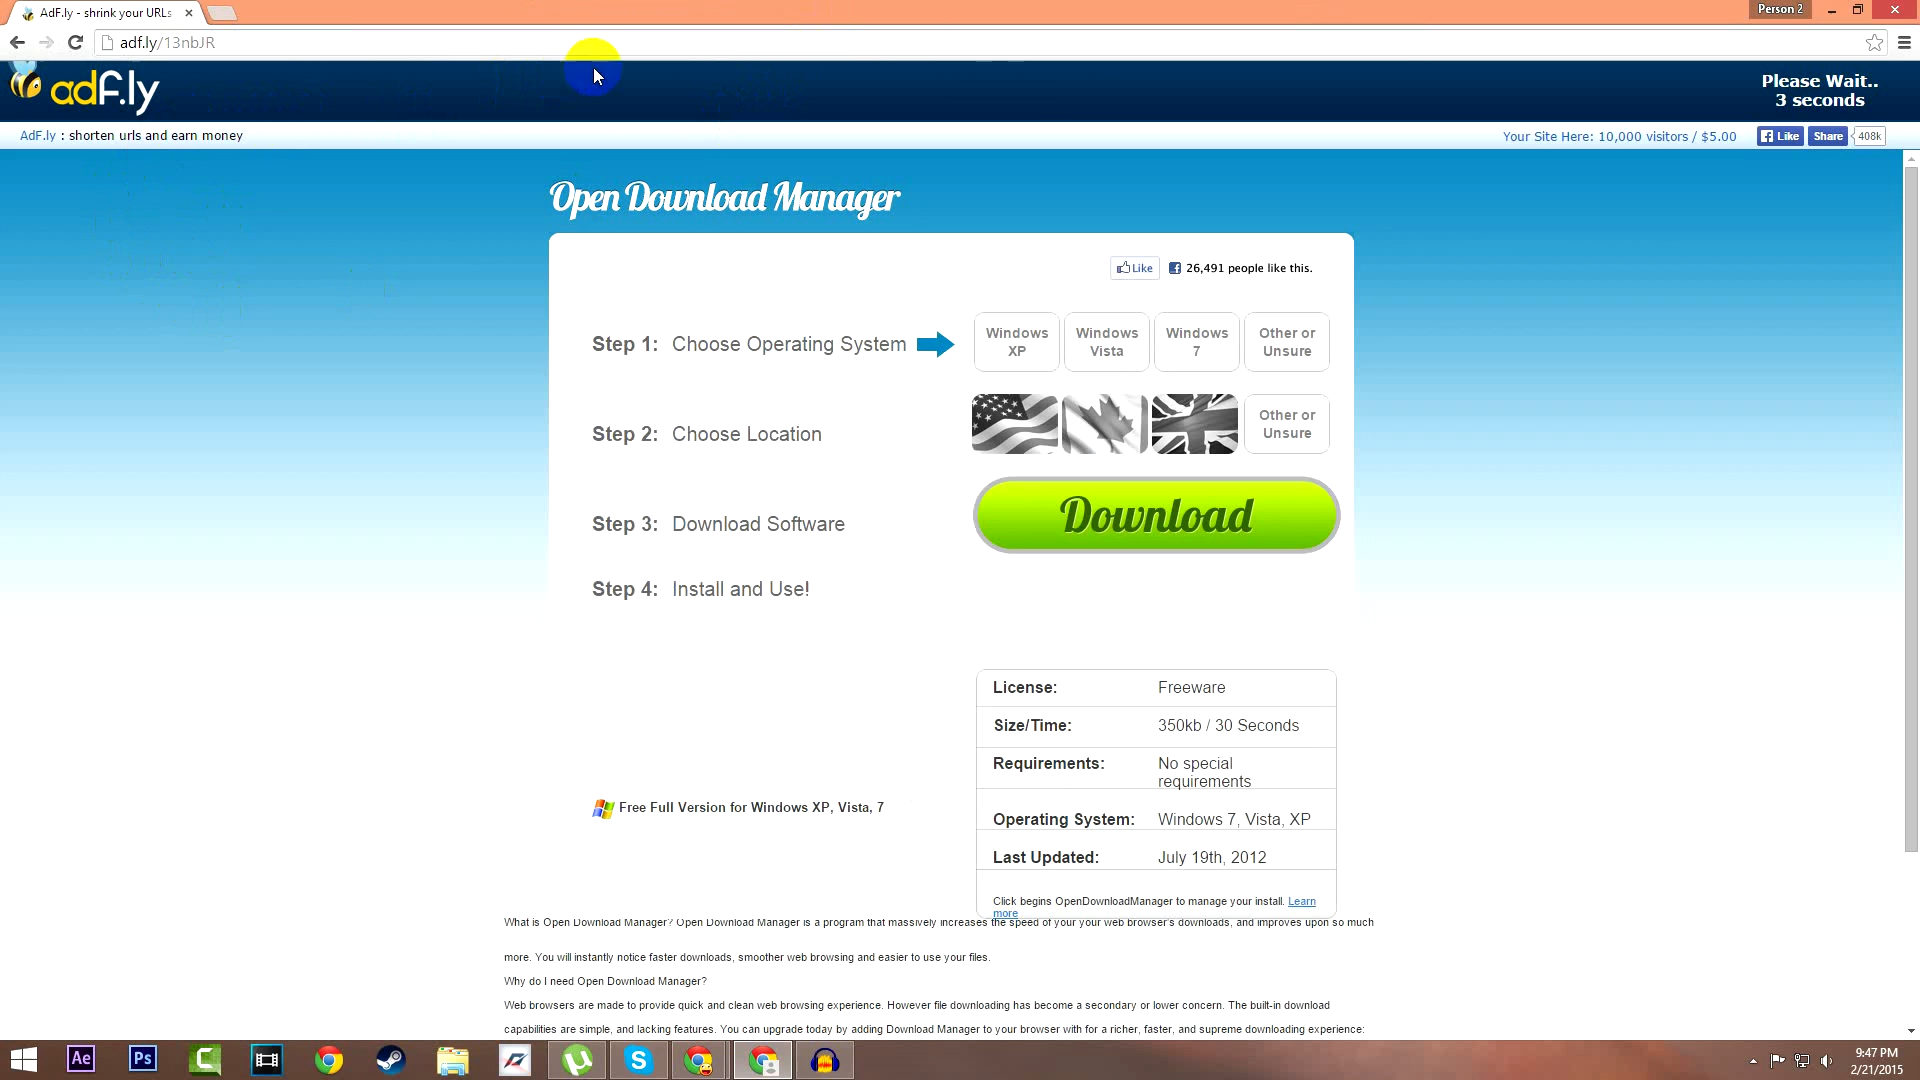 AdF.ly - shrink your URLs
Person 2
adf.ly/13nbJR
adf.ly
Please Wait..
3 seconds
AdF.ly : shorten urls and earn money
Your Site Here: 10,000 visitors / $5.00
Like
Share
408k
Open Download Manager
Like
26,491 people like this.
Step 1: Choose Operating System
Windows XP
Windows Vista
Windows 7
Other or Unsure
Step 2: Choose Location
Other or Unsure
Step 3: Download Software
Download
Step 4: Install and Use!
License: Freeware
Size/Time: 350kb / 30 Seconds
Requirements: No special
requirements
Free Full Version for Windows XP, Vista, 7
Operating System: Windows 7, Vista, XP
Last Updated: July 19th, 2012
Click begins OpenDownloadManager to manage your install. Learn
more
What is Open Download Manager? Open Download Manager is a program that massively increases the speed of your your web browser's downloads, and improves upon so much
more. You will instantly notice faster downloads, smoother web browsing and easier to use your files.
Why do I need Open Download Manager?
Web browsers are made to provide quick and clean web browsing experience. However file downloading has become a secondary or lower concern. The built-in download
capabilities are simple, and lacking features. You can upgrade today by adding Download Manager to your browser with for a richer, faster, and supreme downloading experience:
Ae
Ps
9:47 PM
2/21/2015